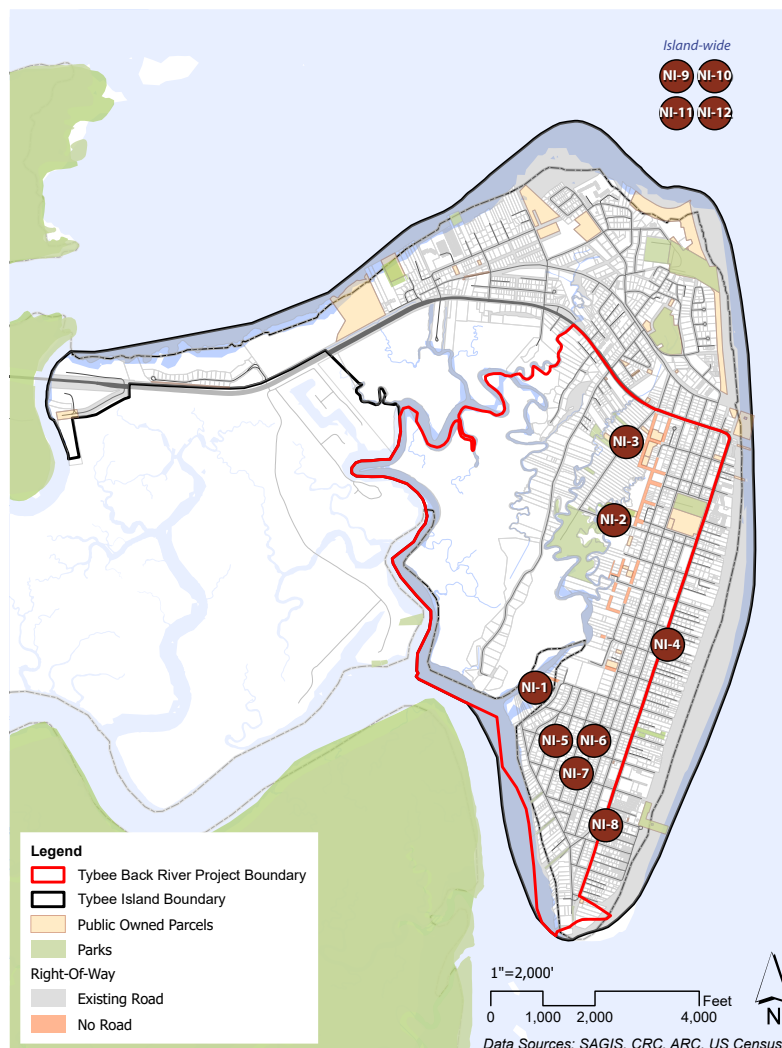 Island-wide
NI-9 NI-10
NI-11 NI-12
NI-3
NI-2
NI-4
NI-1
NI-5 NI-6
NI-7
NI-8
Legend
Tybee Back River Project Boundary
Tybee Island Boundary
Public Owned Parcels
Parks
Right-Of-Way
Existing Road
No Road
1"=2,000'
Feet
0 1,000 2,000 4,000
N
Data Sources: SAGIS, CRC, ARC, US Census